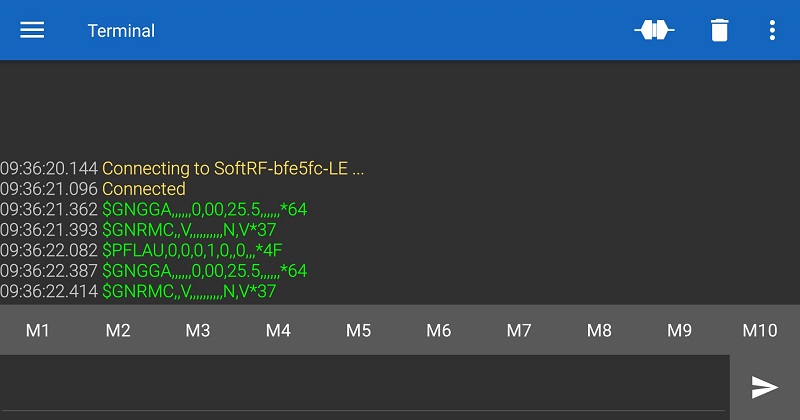 Terminal
09:36:20.144 Connecting to SoftRF-bfe5fc-LE ...
09:36:21.096 Connected
09:36:21.362 $GNGGA,,,,,,0,00,25.5,,,,,,*64
09:36:21.393 $GNRMC,,V,,,,,,,,,,N,V*37
09:36:22.082 $PFLAU,0,0,0,1,0,,0,,,*4F
09:36:22.387 $GNGGA,,,,,,0,00,25.5,,,,,,*64
09:36:22.414 $GNRMC,,V,,,,,,,,,,N,V*37
M1 M2 M3 M4 M5 M6 M7 M8 M9 M10